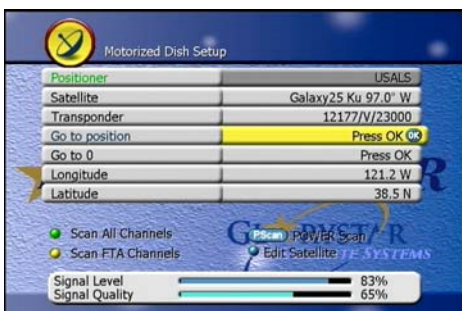 Motorized Dish Setup
Positioner USALS
Satellite Galaxy25 Ku 97.0° W
Transponder 12177/V/23000
Go to position Press OK OK
Go to 0 Press OK
Longitude 121.2 W
Latitude 38.5 N
Scan All Channels PScan POWER Scan
Scan FTA Channels Edit Satellite
Signal Level 83%
Signal Quality 65%